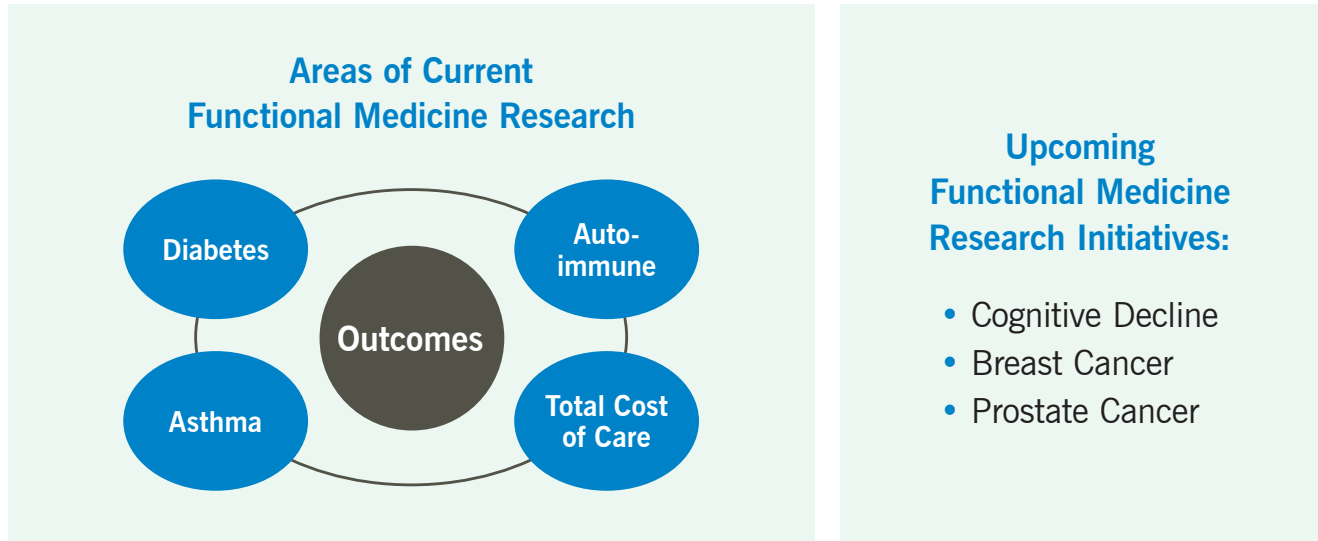 Areas of Current
Functional Medicine Research
Diabetes
Auto-
immune
Outcomes
Asthma
Total Cost
of Care
Upcoming
Functional Medicine
Research Initiatives:
• Cognitive Decline
• Breast Cancer
• Prostate Cancer